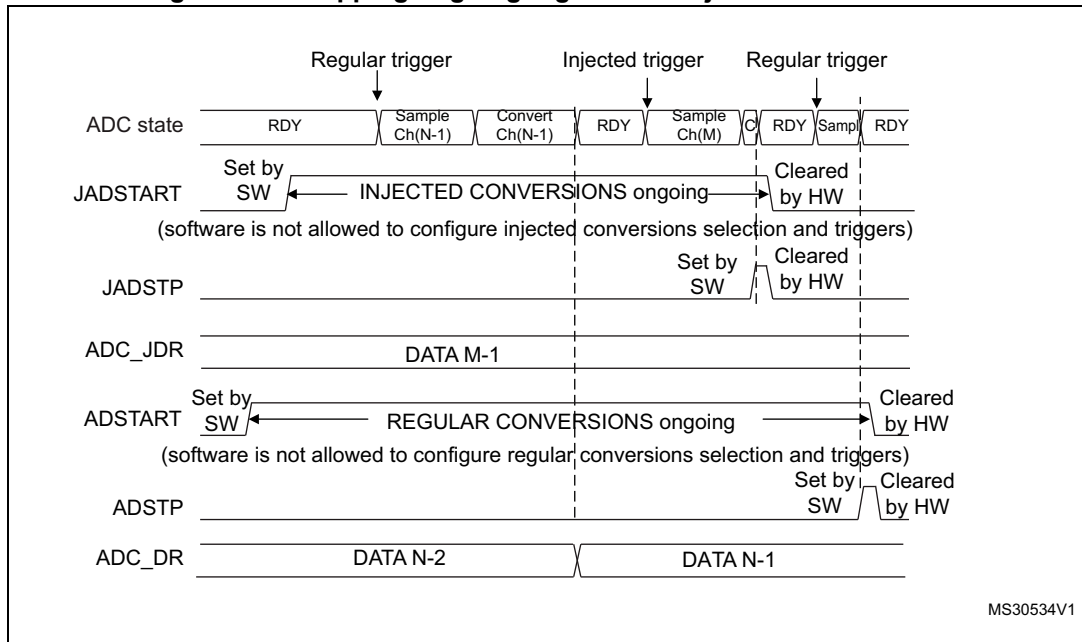 Regular trigger Injected trigger Regular trigger
ADC state RDY Sample Ch(N-1) Convert Ch(N-1) RDY Sample Ch(M) C RDY Sampl RDY
JADSTART Set by SW INJECTED CONVERSIONS ongoing Cleared by HW
(software is not allowed to configure injected conversions selection and triggers)
JADSTP Set by SW Cleared by HW
ADC_JDR DATA M-1
ADSTART Set by SW REGULAR CONVERSIONS ongoing Cleared by HW
(software is not allowed to configure regular conversions selection and triggers)
ADSTP Set by SW Cleared by HW
ADC_DR DATA N-2 DATA N-1
MS30534V1